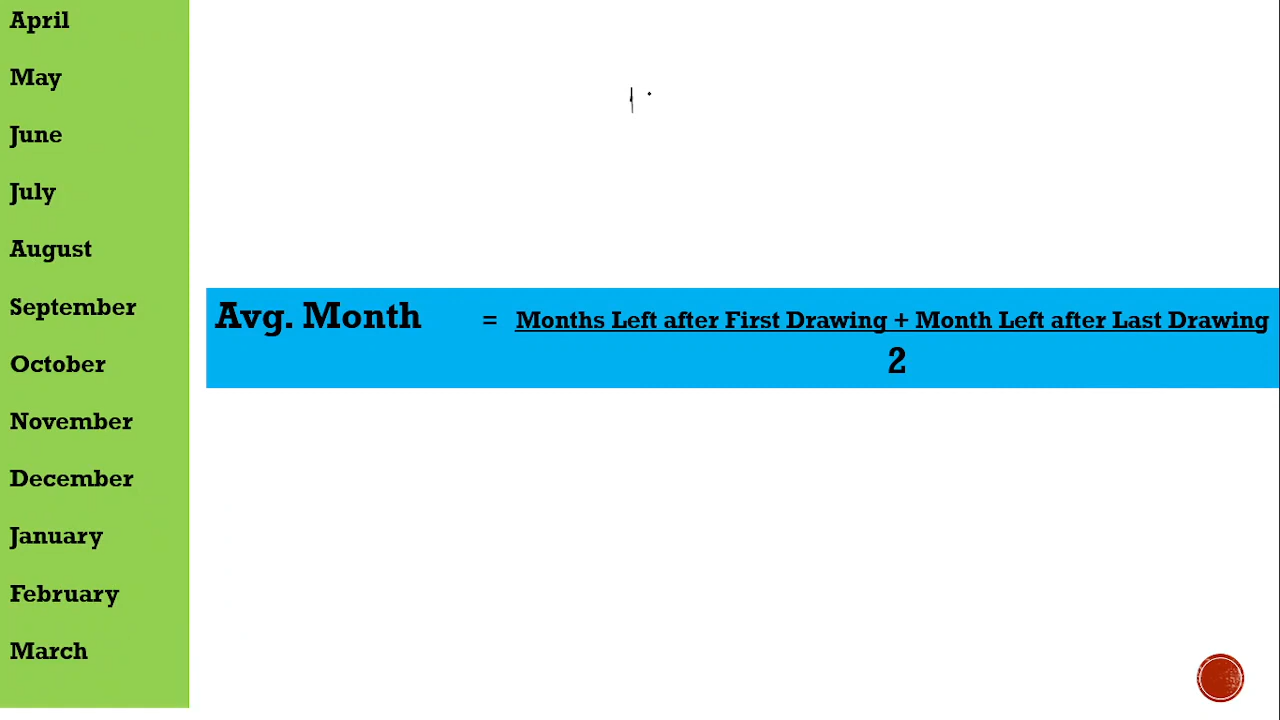 April
May
June
July
August
September
October
November
December
January
February
March
Avg. Month = Months Left after First Drawing + Month Left after Last Drawing
2